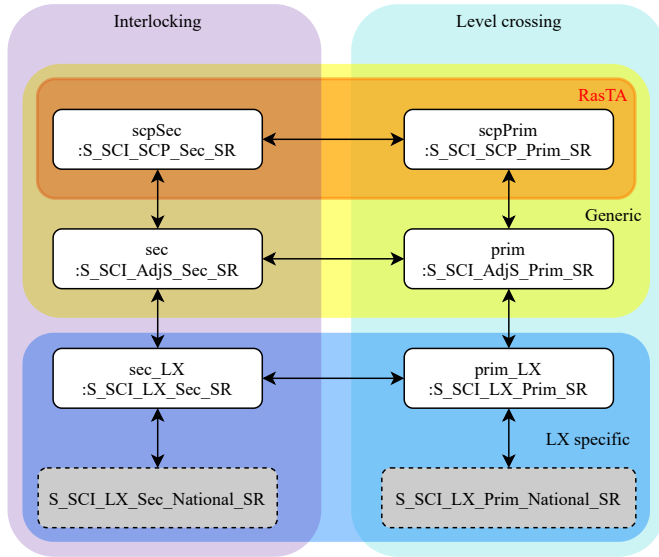 Interlocking
Level crossing
RasTA
scpSec
:S_SCI_SCP_Sec_SR
scpPrim
:S_SCI_SCP_Prim_SR
Generic
sec
:S_SCI_AdjS_Sec_SR
prim
:S_SCI_AdjS_Prim_SR
sec_LX
:S_SCI_LX_Sec_SR
prim_LX
:S_SCI_LX_Prim_SR
LX specific
S_SCI_LX_Sec_National_SR
S_SCI_LX_Prim_National_SR